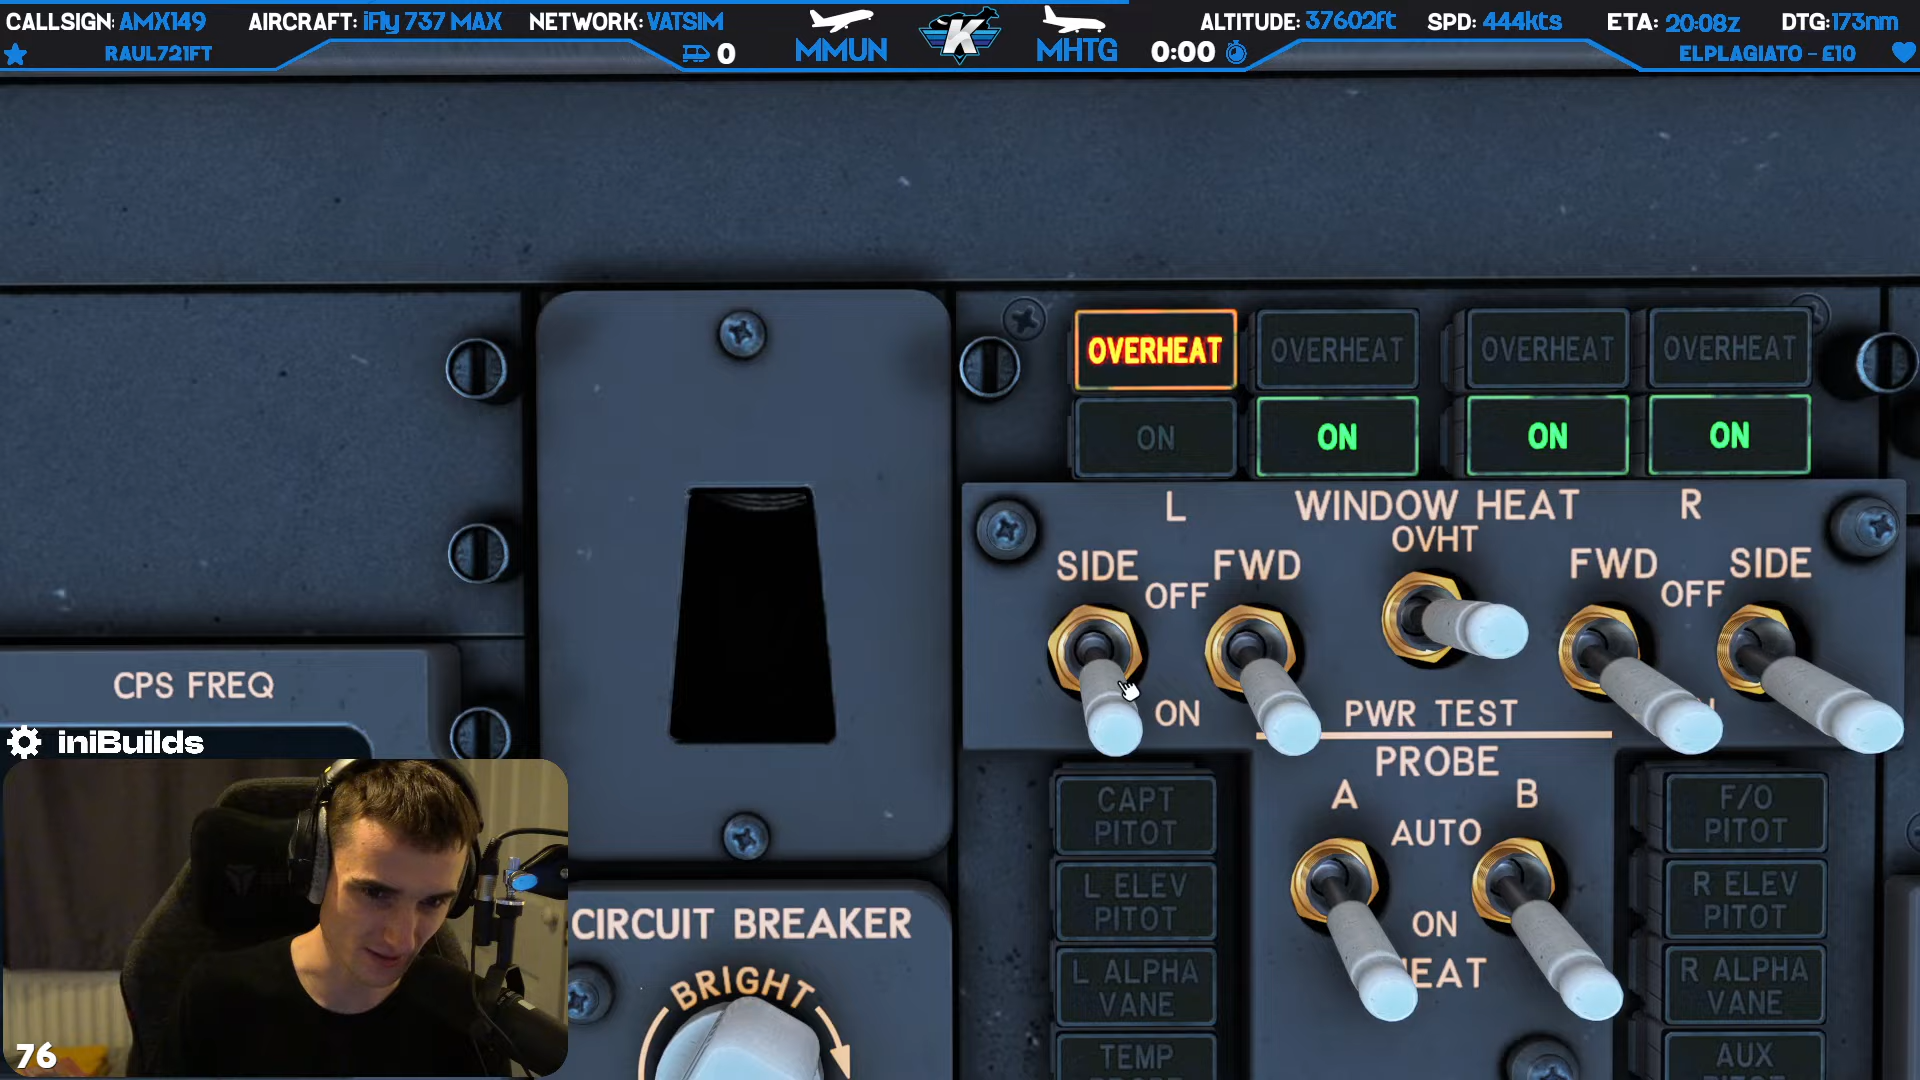 CALLSIGN: AMX149 AIRCRAFT: iFly 737 MAX NETWORK: VATSIM ALTITUDE: 37602ft SPD: 444kts ETA: 20:08z DTG: 173nm
RAUL721FT 0 MMUN K MHTG 0:00 ELPLAGIATO - £10
OVERHEAT OVERHEAT OVERHEAT OVERHEAT
ON ON ON ON
L WINDOW HEAT R
OVHT
SIDE FWD FWD SIDE
OFF OFF
ON PWR TEST
CPS FREQ
iniBuilds
PROBE
A B
AUTO
CAPT PITOT
F/O PITOT
L ELEV PITOT
R ELEV PITOT
ON
HEAT
L ALPHA VANE
R ALPHA VANE
TEMP
AUX
CIRCUIT BREAKER
BRIGHT
76